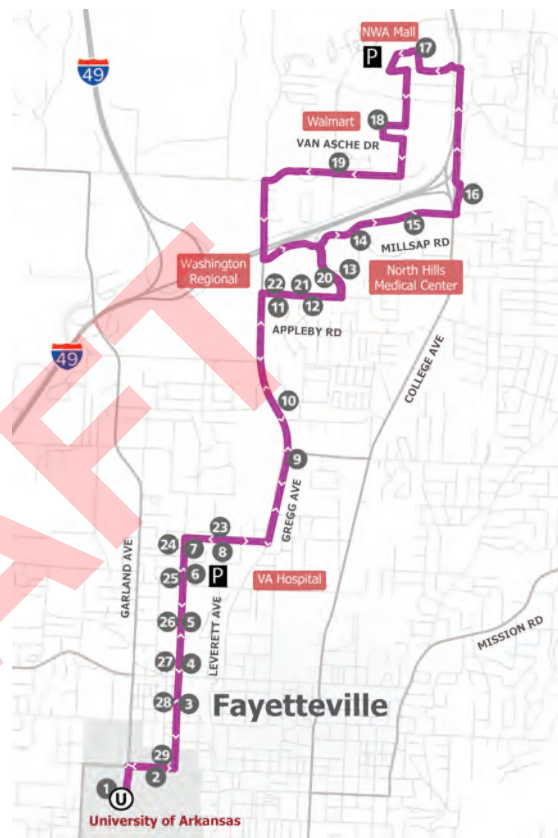 NWA Mall
17
P
49
Walmart
18
VAN ASCHE DR
19
16
15
14
MILLSAP RD
Washington
Regional
20
13
North Hills
Medical Center
22
21
11
12
APPLEBY RD
49
COLLEGE AVE
10
9
GREGG AVE
23
24
7
8
25
6
P
VA Hospital
GARLAND AVE
LEVERETT AVE
26
5
MISSION RD
27
4
28
3
Fayetteville
29
2
1
U
University of Arkansas